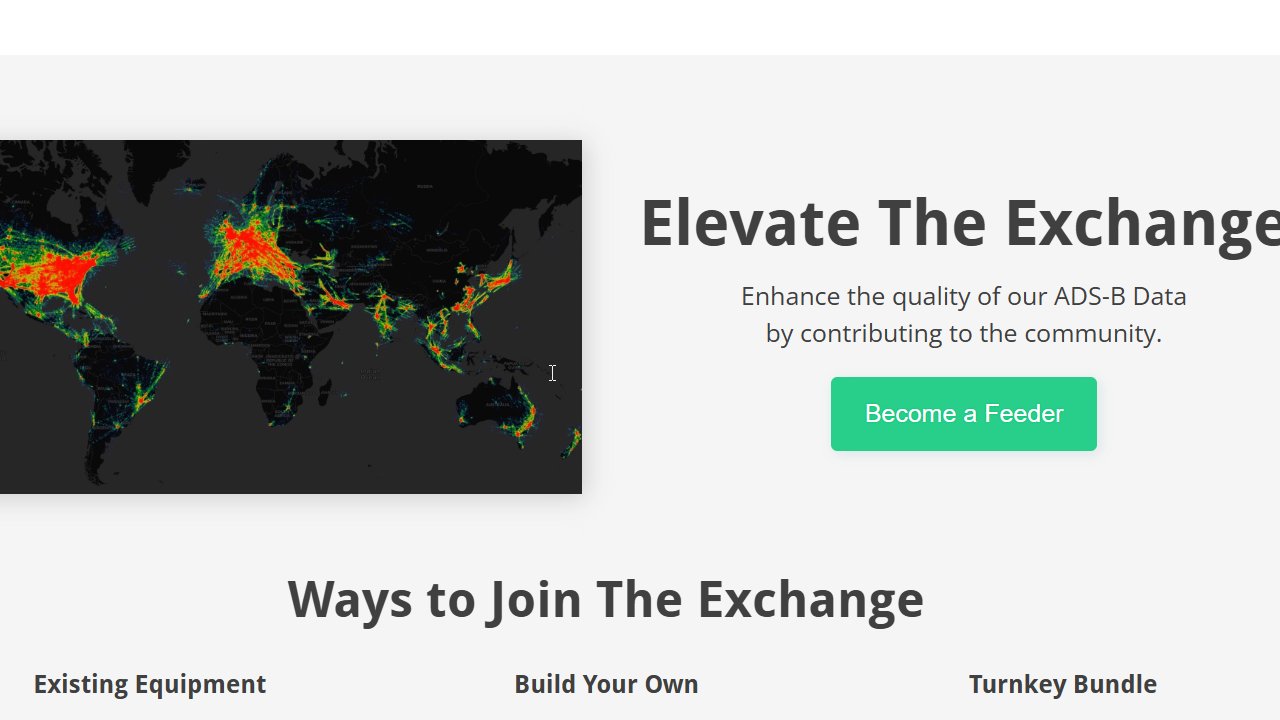 Elevate The Exchange
Enhance the quality of our ADS-B Data
by contributing to the community.
Become a Feeder
Ways to Join The Exchange
Existing Equipment
Build Your Own
Turnkey Bundle